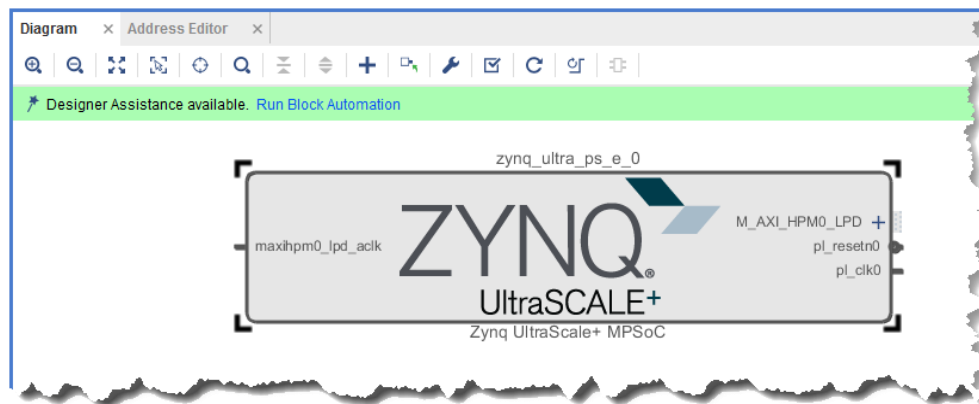 Diagram × Address Editor ×
Designer Assistance available. Run Block Automation
zynq_ultra_ps_e_0
maxihpm0_lpd_aclk
ZYNQ®
UltraSCALE+
M_AXI_HPM0_LPD +
pl_resetn0
pl_clk0
Zynq UltraScale+ MPSoC